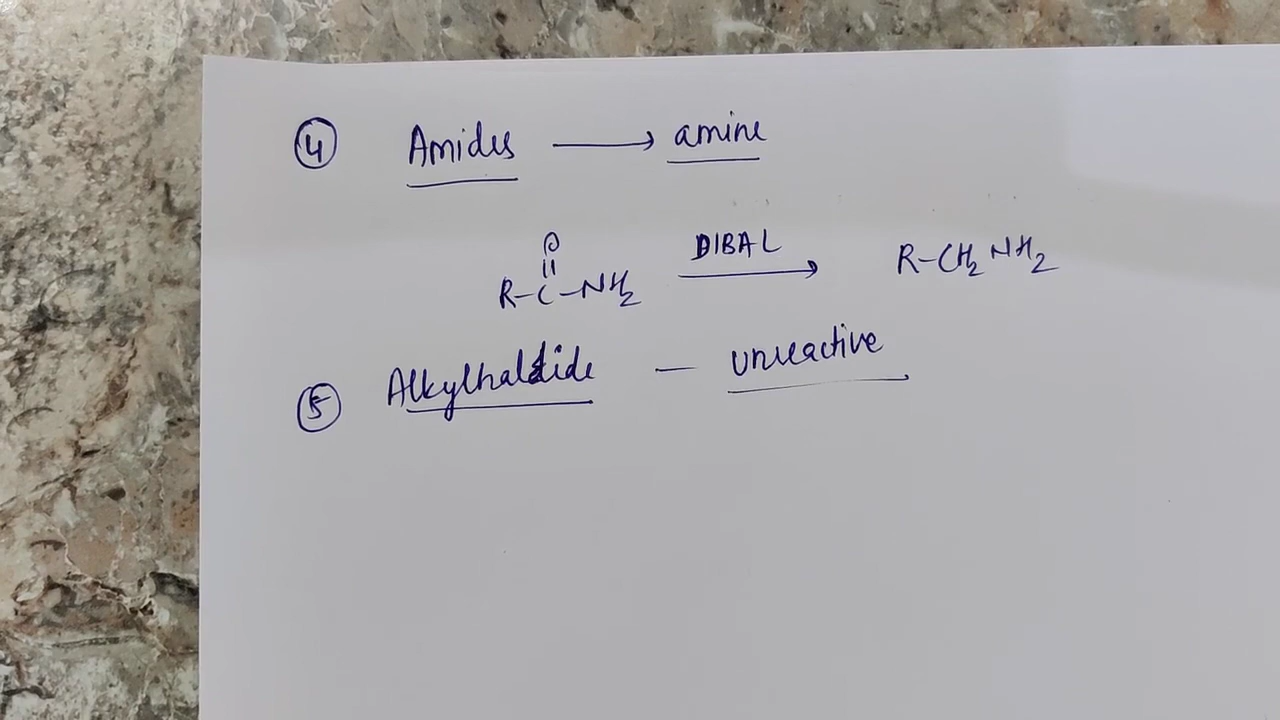 ④ Amides ⟶ amine
O
||
R-C-NH₂ DIBAL ⟶ R-CH₂NH₂
⑤ Alkylhalide — unreactive